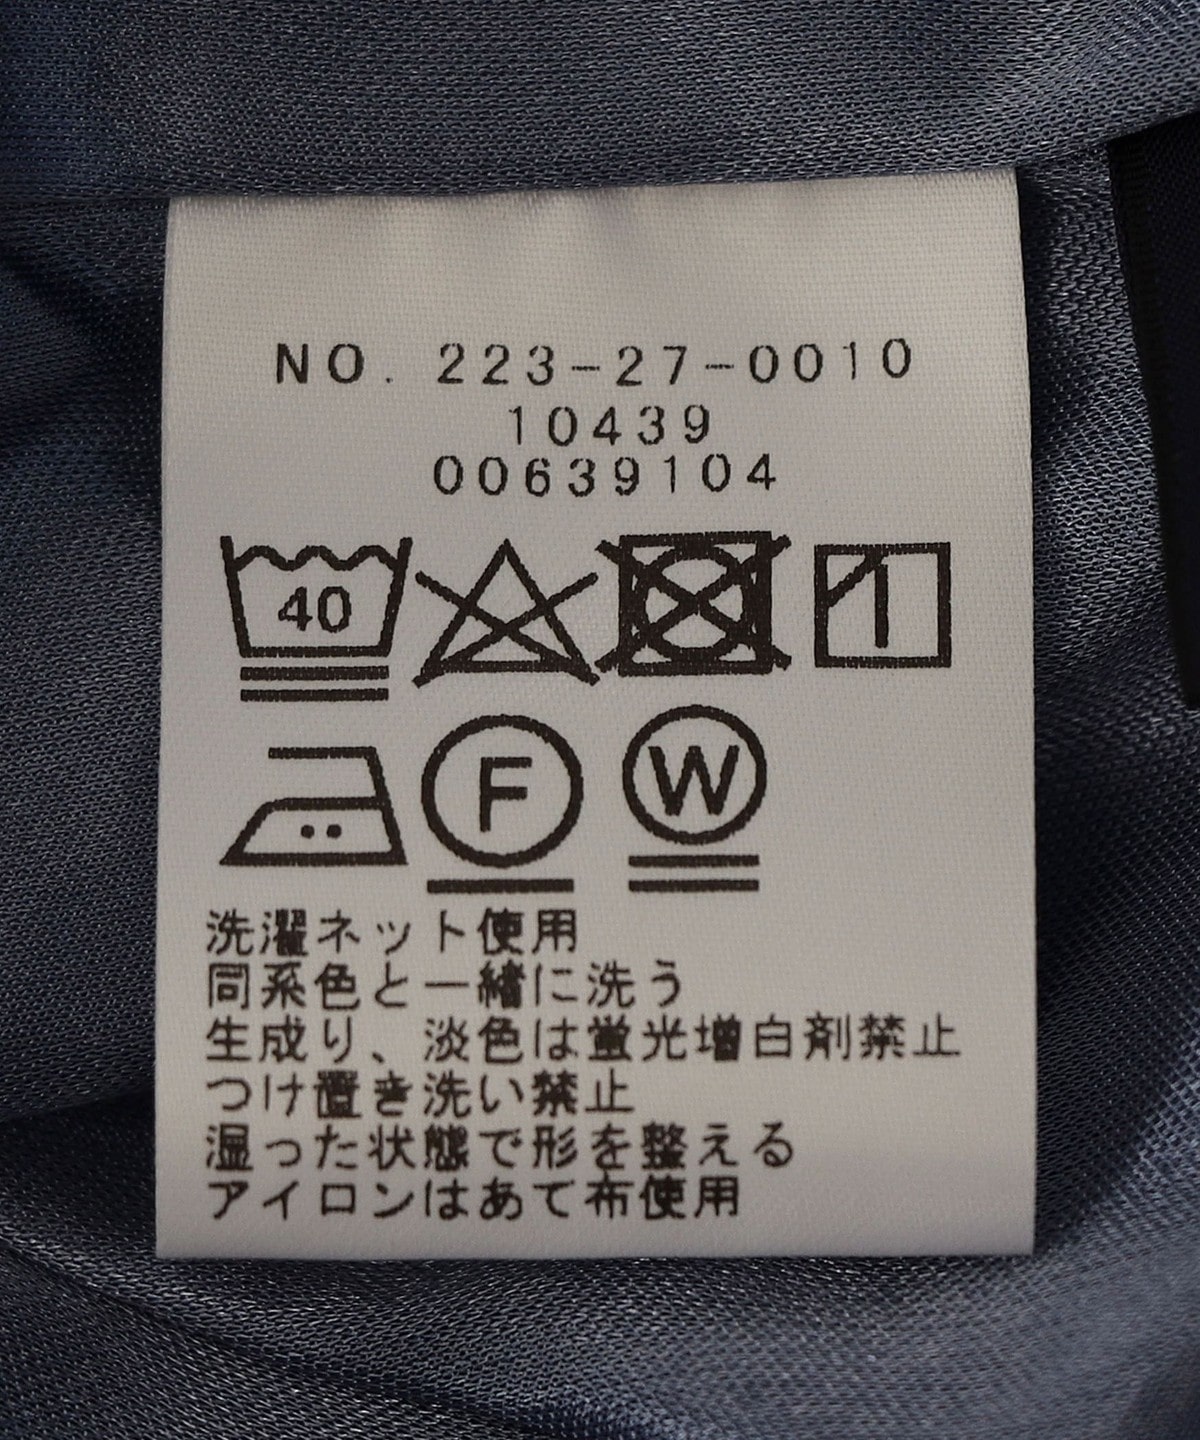 NO. 223-27-0010
10439
00639104
40
F W
洗濯ネット使用
同系色と一緒に洗う
生成り、淡色は蛍光増白剤禁止
つけ置き洗い禁止
湿った状態で形を整える
アイロンはあて布使用